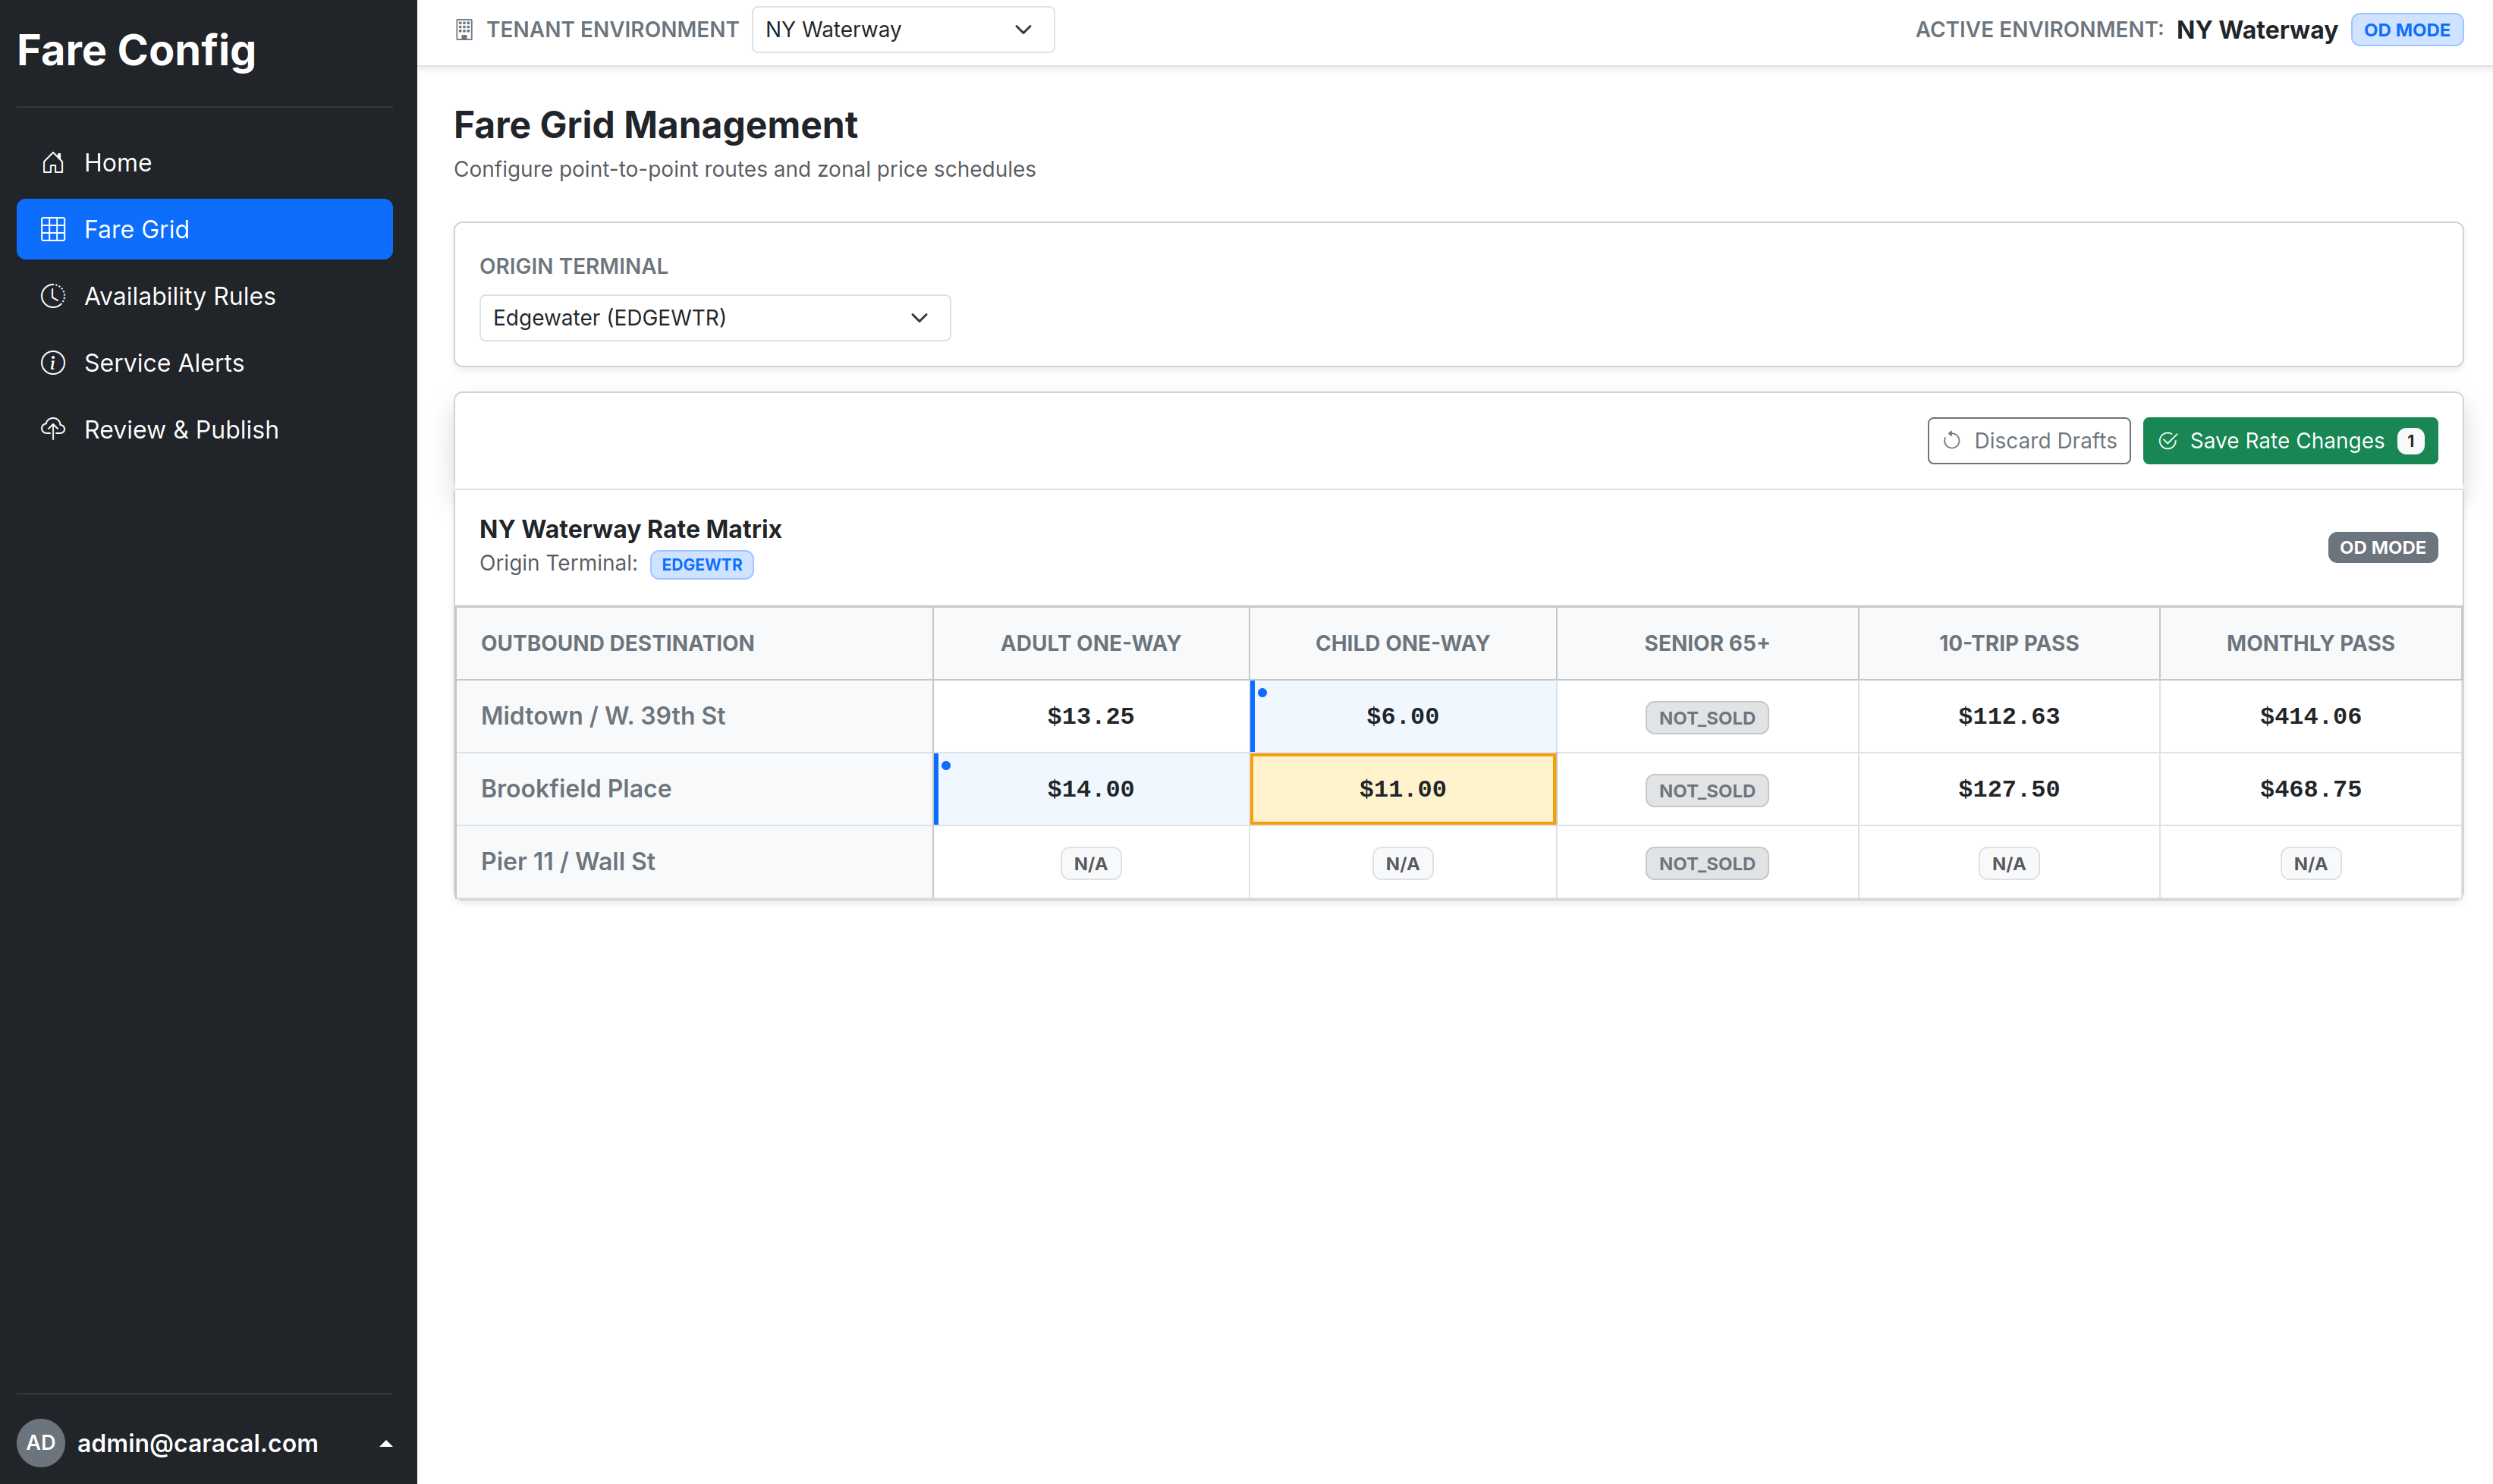 Fare Config
Home
Fare Grid
Availability Rules
Service Alerts
Review & Publish
AD admin@caracal.com
TENANT ENVIRONMENT NY Waterway
ACTIVE ENVIRONMENT: NY Waterway OD MODE
Fare Grid Management
Configure point-to-point routes and zonal price schedules
ORIGIN TERMINAL
Edgewater (EDGEWTR)
Discard Drafts Save Rate Changes 1
NY Waterway Rate Matrix
Origin Terminal: EDGEWTR
OD MODE
OUTBOUND DESTINATION ADULT ONE-WAY CHILD ONE-WAY SENIOR 65+ 10-TRIP PASS MONTHLY PASS
Midtown / W. 39th St $13.25 $6.00 NOT_SOLD $112.63 $414.06
Brookfield Place $14.00 $11.00 NOT_SOLD $127.50 $468.75
Pier 11 / Wall St N/A N/A NOT_SOLD N/A N/A